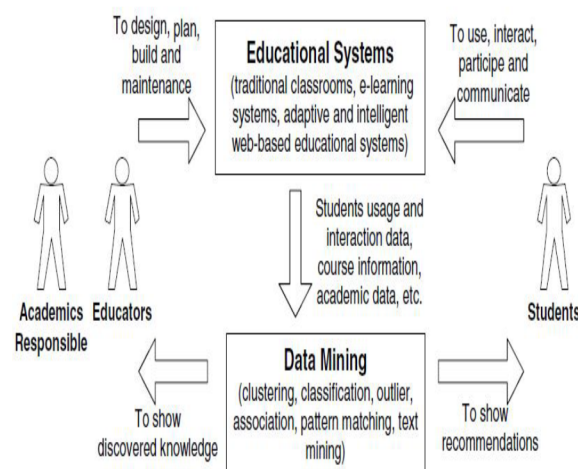 To design, plan,
build and
maintenance
Educational Systems
(traditional classrooms, e-learning
systems, adaptive and intelligent
web-based educational systems)
To use, interact,
participe and
communicate
Students usage and
interaction data,
course information,
academic data, etc.
Academics
Responsible
Educators
Students
Data Mining
(clustering, classification, outlier,
association, pattern matching, text
mining)
To show
discovered knowledge
To show
recommendations